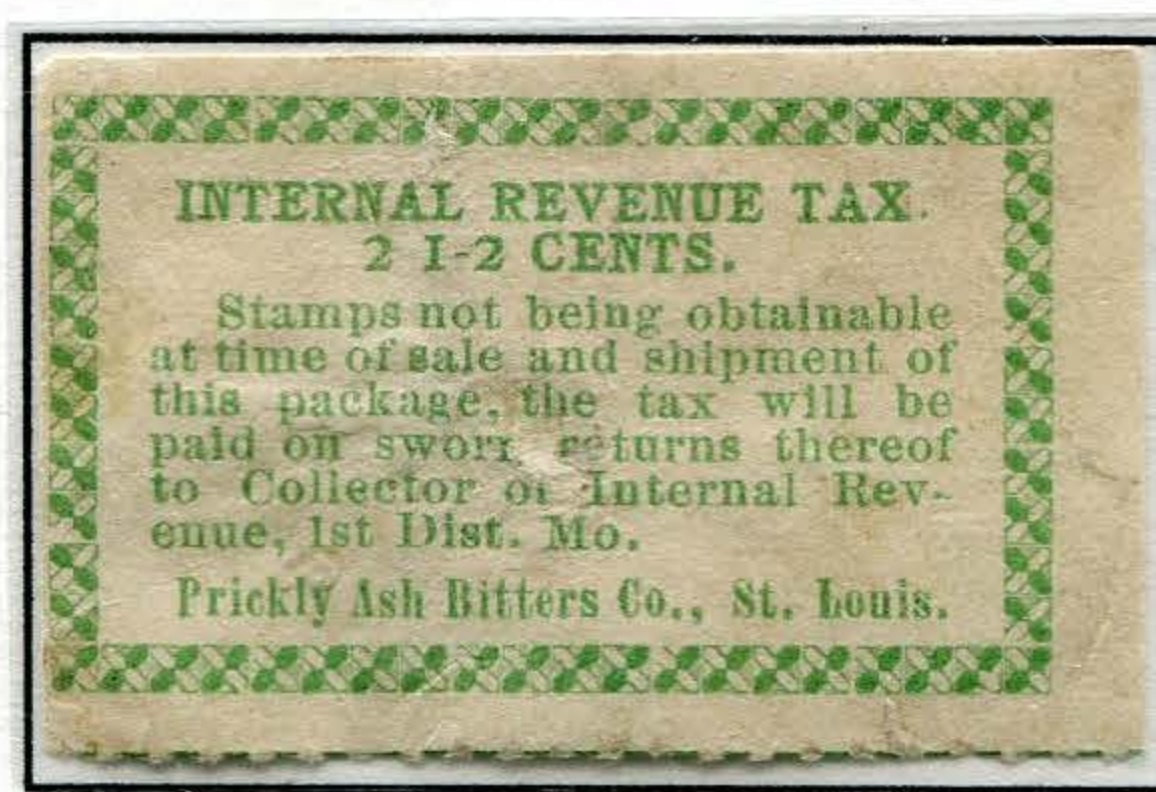 INTERNAL REVENUE TAX.
2 1-2 CENTS.
Stamps not being obtainable
at time of sale and shipment of
this package, the tax will be
paid on sworn returns thereof
to Collector of Internal Rev-
enue, 1st Dist. Mo.
Prickly Ash Bitters Co., St. Louis.